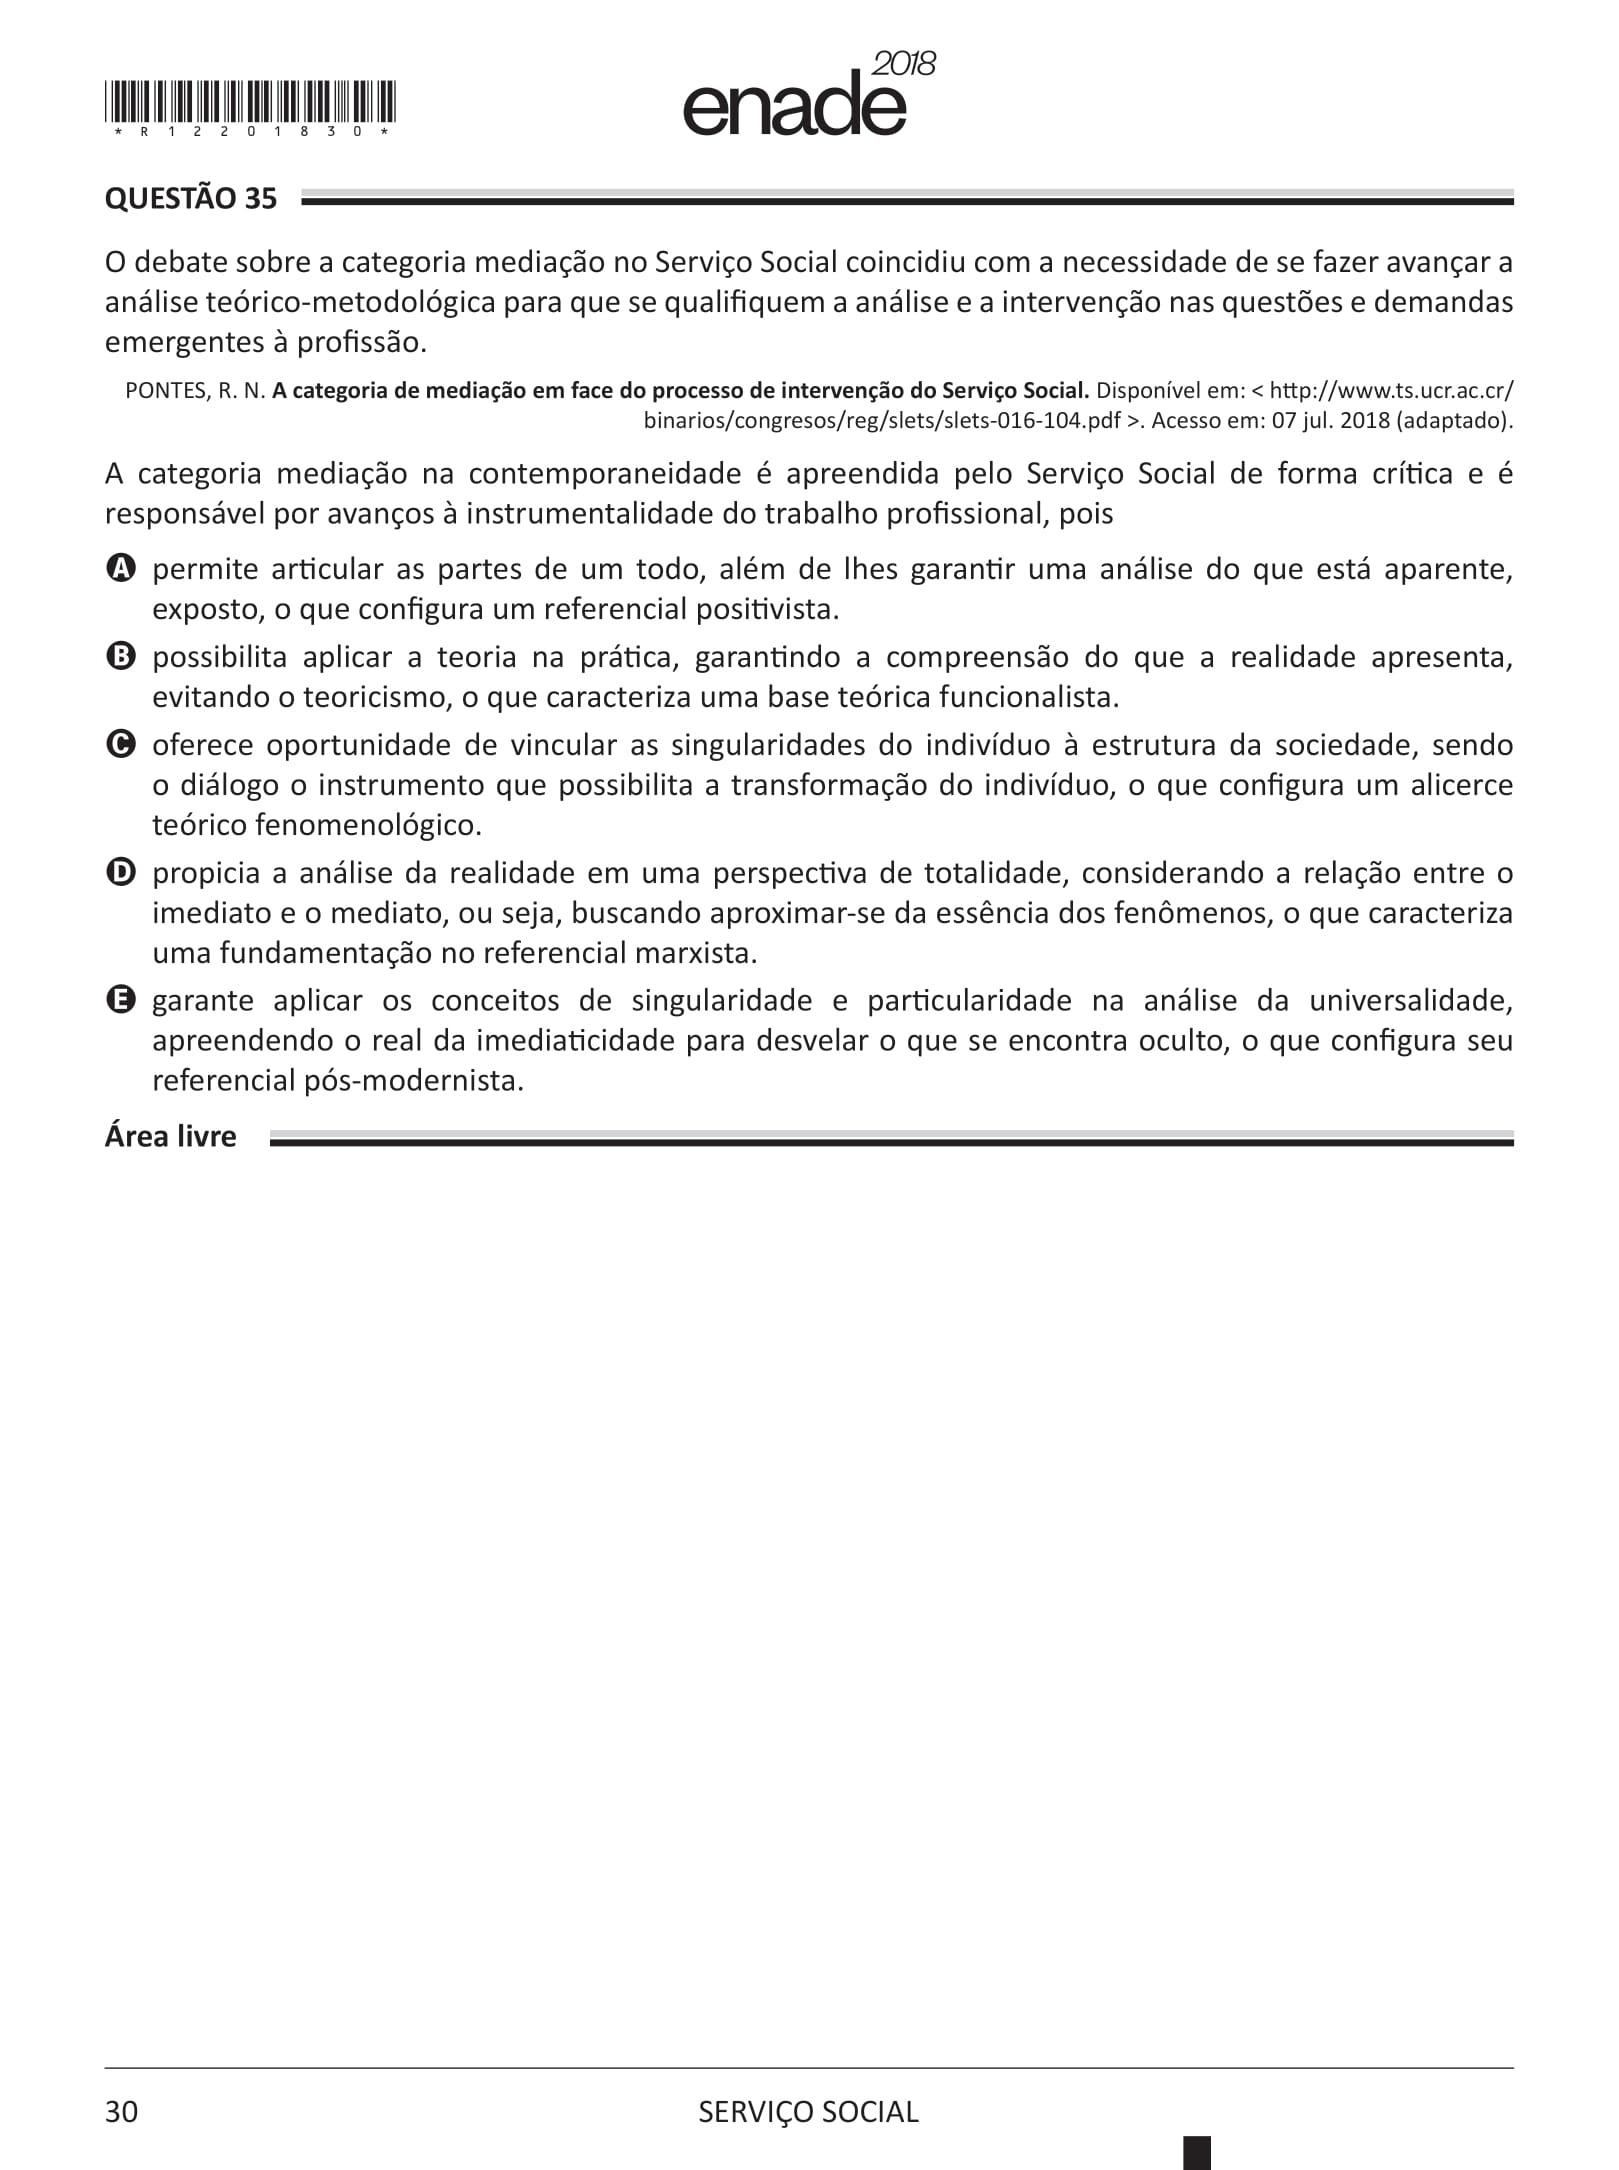 enade 2018
* R 1 2 2 0 1 8 3 0 *
QUESTÃO 35
O debate sobre a categoria mediação no Serviço Social coincidiu com a necessidade de se fazer avançar a
análise teórico-metodológica para que se qualifiquem a análise e a intervenção nas questões e demandas
emergentes à profissão.
PONTES, R. N. A categoria de mediação em face do processo de intervenção do Serviço Social. Disponível em: < http://www.ts.ucr.ac.cr/
binarios/congresos/reg/slets/slets-016-104.pdf >. Acesso em: 07 jul. 2018 (adaptado).
A categoria mediação na contemporaneidade é apreendida pelo Serviço Social de forma crítica e é
responsável por avanços à instrumentalidade do trabalho profissional, pois
A permite articular as partes de um todo, além de lhes garantir uma análise do que está aparente,
exposto, o que configura um referencial positivista.
B possibilita aplicar a teoria na prática, garantindo a compreensão do que a realidade apresenta,
evitando o teoricismo, o que caracteriza uma base teórica funcionalista.
C oferece oportunidade de vincular as singularidades do indivíduo à estrutura da sociedade, sendo
o diálogo o instrumento que possibilita a transformação do indivíduo, o que configura um alicerce
teórico fenomenológico.
D propicia a análise da realidade em uma perspectiva de totalidade, considerando a relação entre o
imediato e o mediato, ou seja, buscando aproximar-se da essência dos fenômenos, o que caracteriza
uma fundamentação no referencial marxista.
E garante aplicar os conceitos de singularidade e particularidade na análise da universalidade,
apreendendo o real da imediaticidade para desvelar o que se encontra oculto, o que configura seu
referencial pós-modernista.
Área livre
30
SERVIÇO SOCIAL